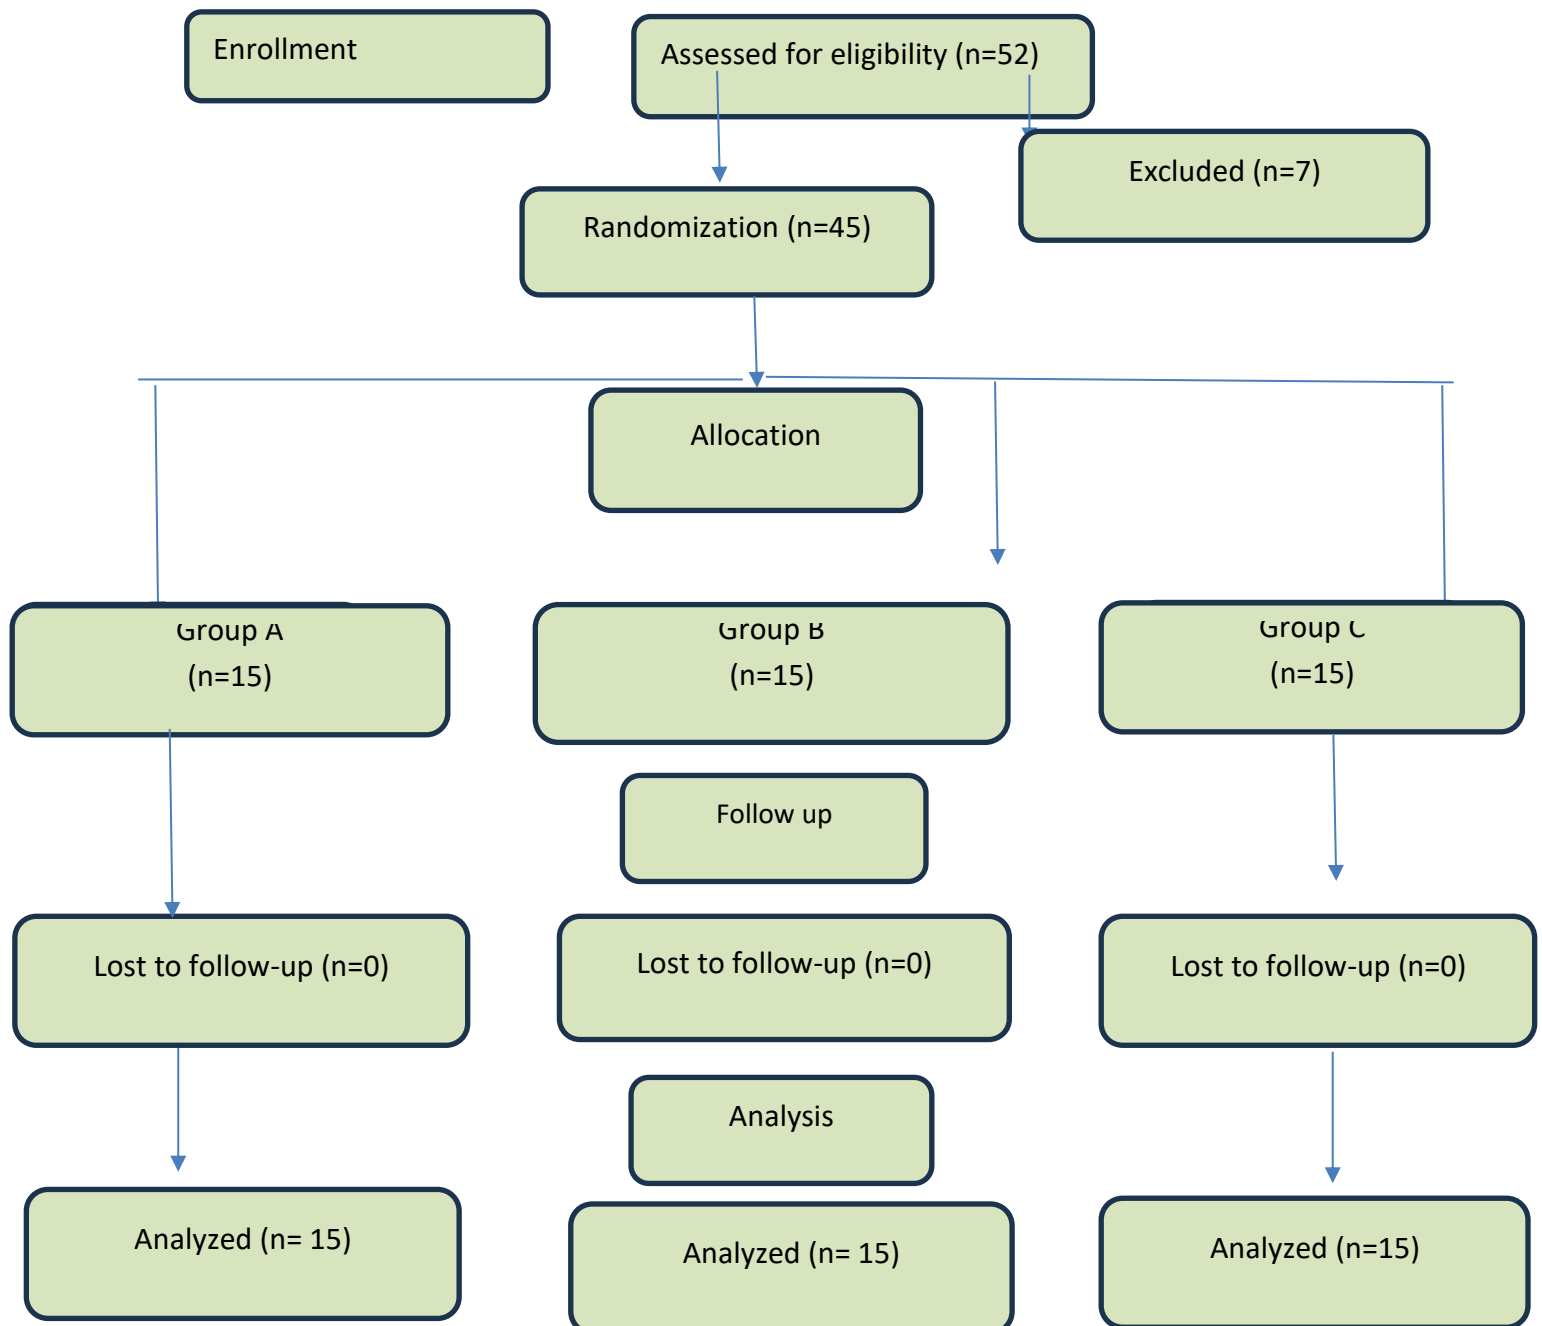 Enrollment
Assessed for eligibility (n=52)
Excluded (n=7)
Randomization (n=45)
Allocation
Group A
(n=15)
Group B
(n=15)
Group C
(n=15)
Follow up
Lost to follow-up (n=0)
Lost to follow-up (n=0)
Lost to follow-up (n=0)
Analysis
Analyzed (n= 15)
Analyzed (n= 15)
Analyzed (n=15)